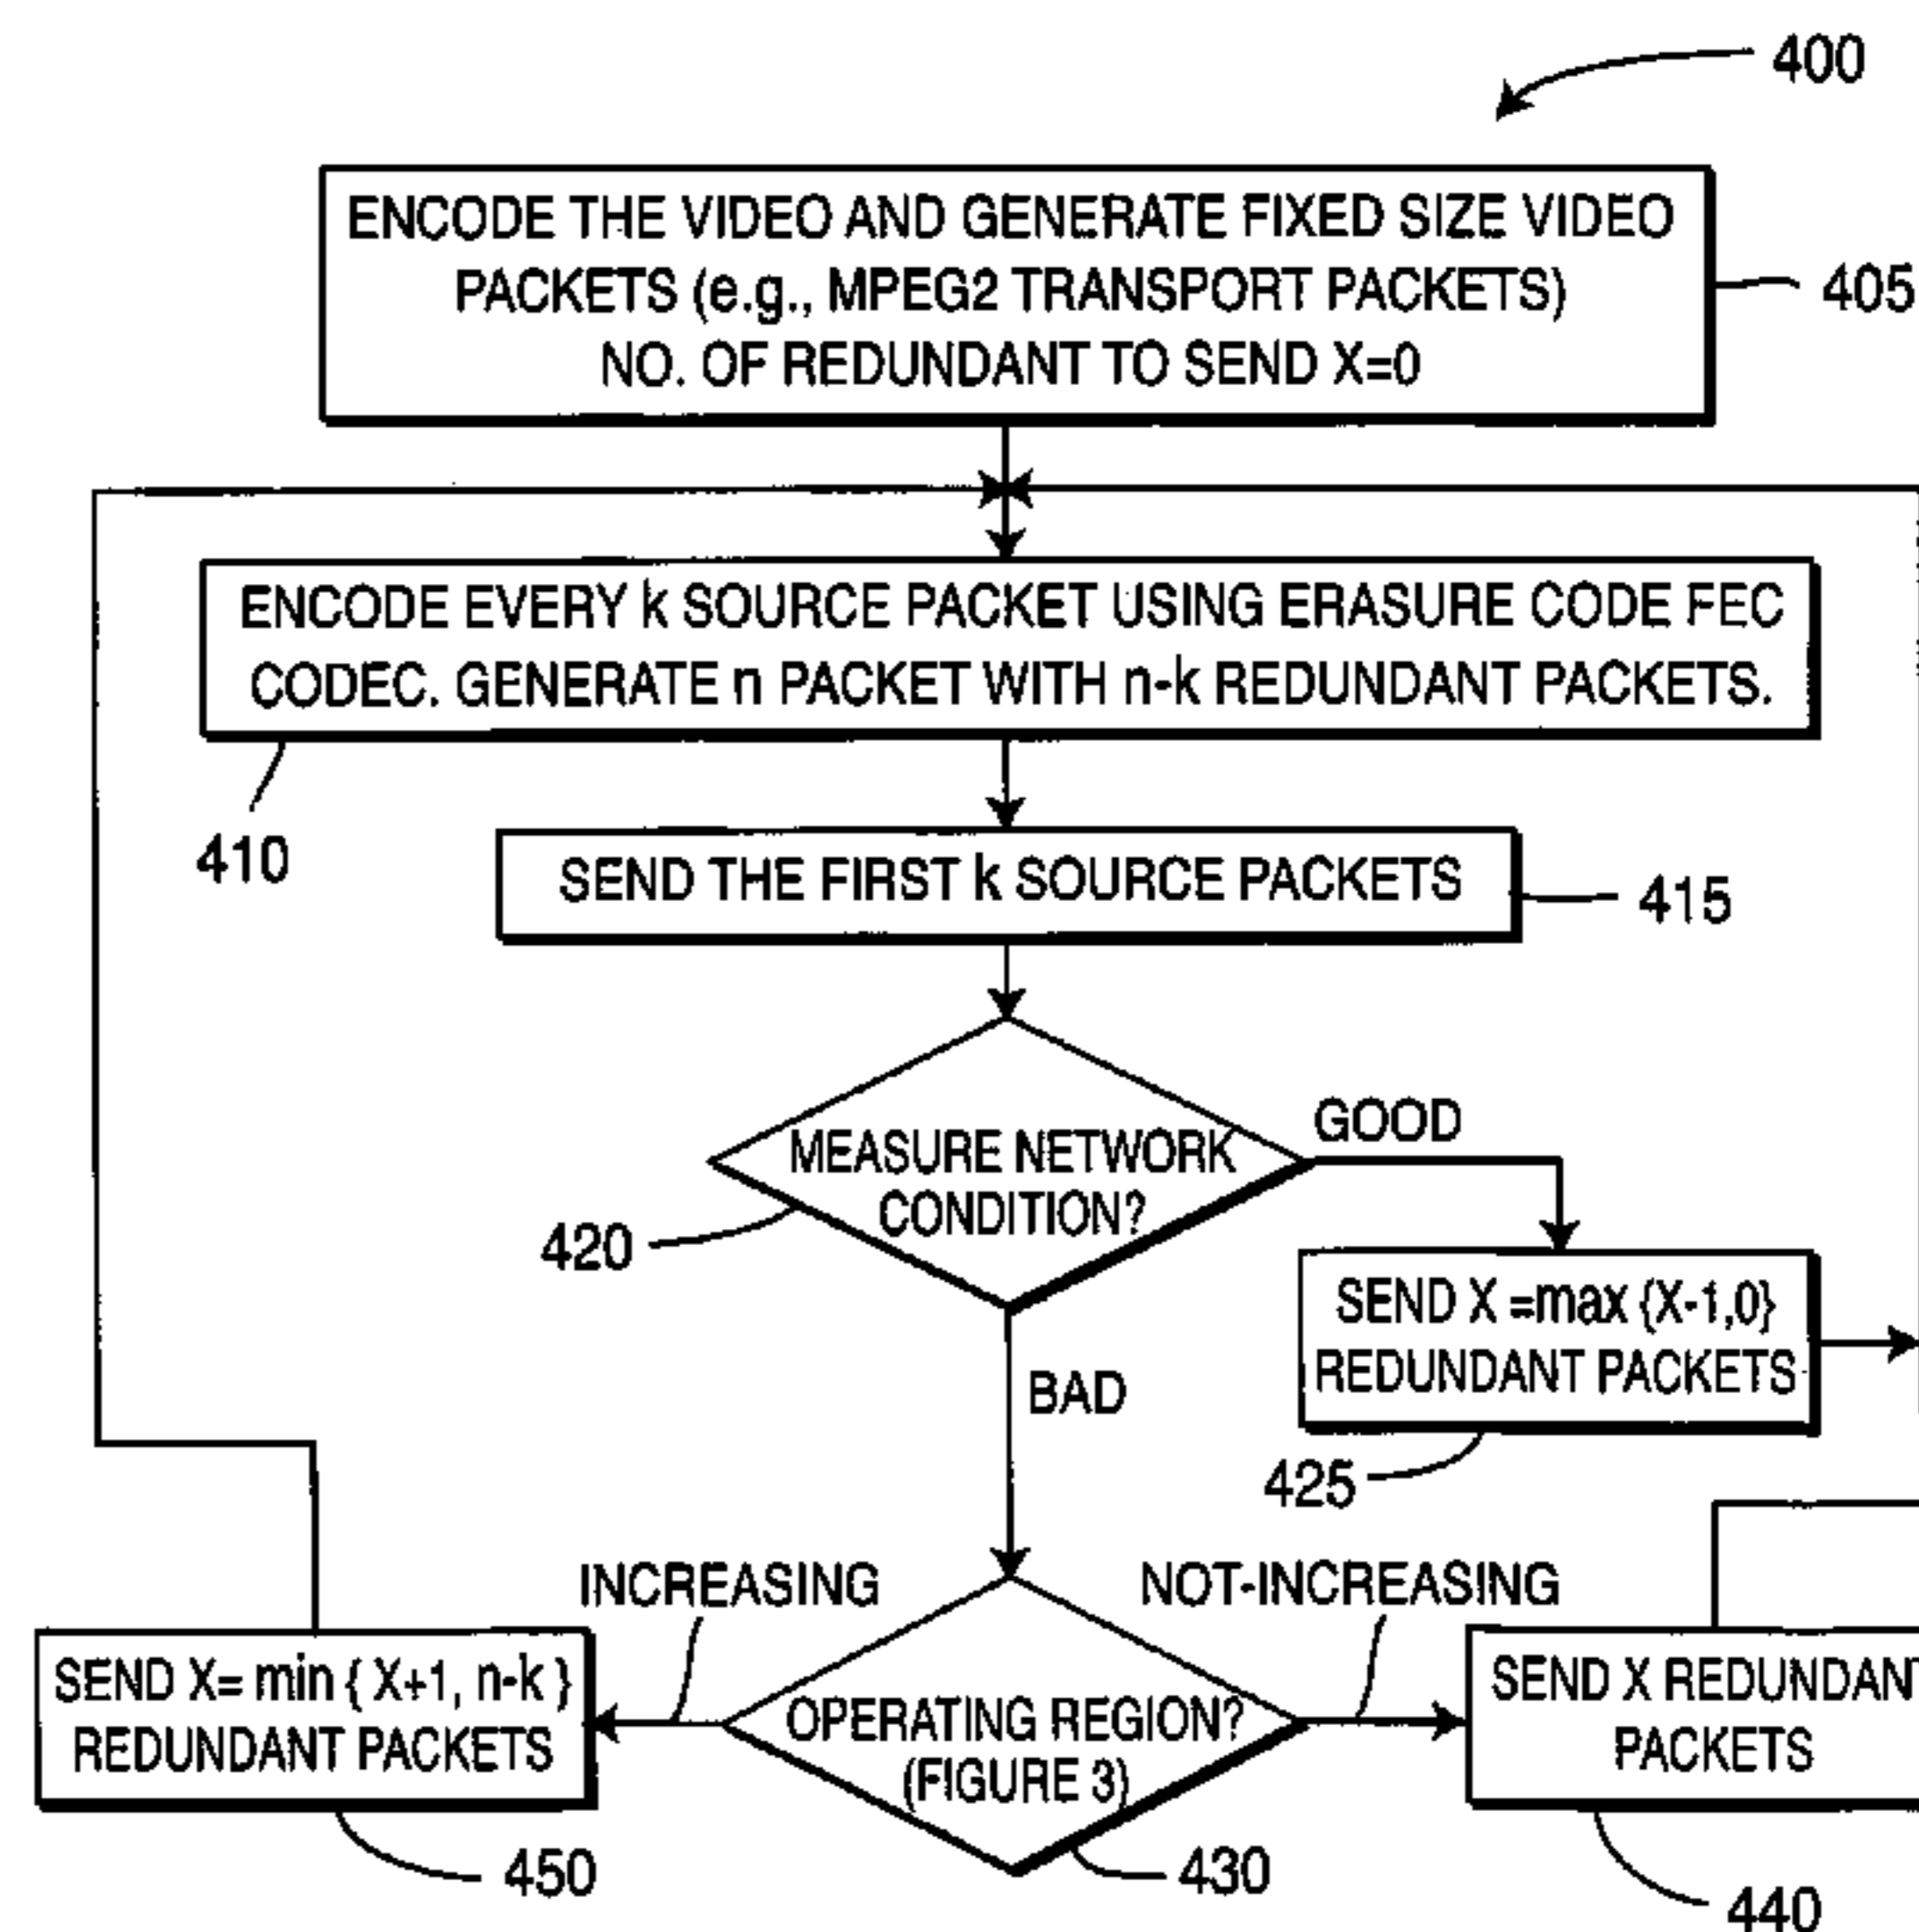 400
ENCODE THE VIDEO AND GENERATE FIXED SIZE VIDEO
PACKETS (e.g., MPEG2 TRANSPORT PACKETS)
NO. OF REDUNDANT TO SEND X=0
405
ENCODE EVERY k SOURCE PACKET USING ERASURE CODE FEC
CODEC. GENERATE n PACKET WITH n-k REDUNDANT PACKETS.
410
SEND THE FIRST k SOURCE PACKETS
415
MEASURE NETWORK
CONDITION?
420
GOOD
SEND X =max {X-1,0}
REDUNDANT PACKETS
425
BAD
INCREASING
NOT-INCREASING
SEND X= min { X+1, n-k }
REDUNDANT PACKETS
450
OPERATING REGION?
(FIGURE 3)
430
SEND X REDUNDANT
PACKETS
440